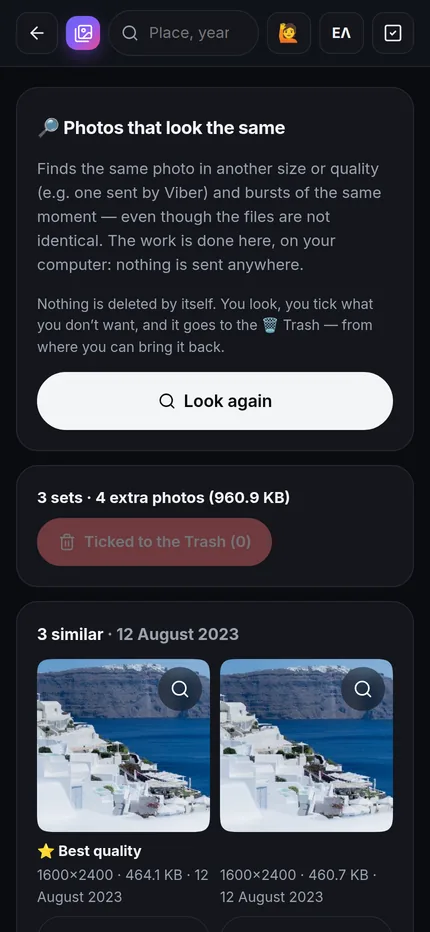 Place, year
ΕΛ
Photos that look the same
Finds the same photo in another size or quality
(e.g. one sent by Viber) and bursts of the same
moment — even though the files are not
identical. The work is done here, on your
computer: nothing is sent anywhere.
Nothing is deleted by itself. You look, you tick what
you don’t want, and it goes to the 🗑️ Trash — from
where you can bring it back.
Look again
3 sets · 4 extra photos (960.9 KB)
Ticked to the Trash (0)
3 similar · 12 August 2023
⭐ Best quality
1600×2400 · 464.1 KB · 12
August 2023
1600×2400 · 460.7 KB ·
12 August 2023